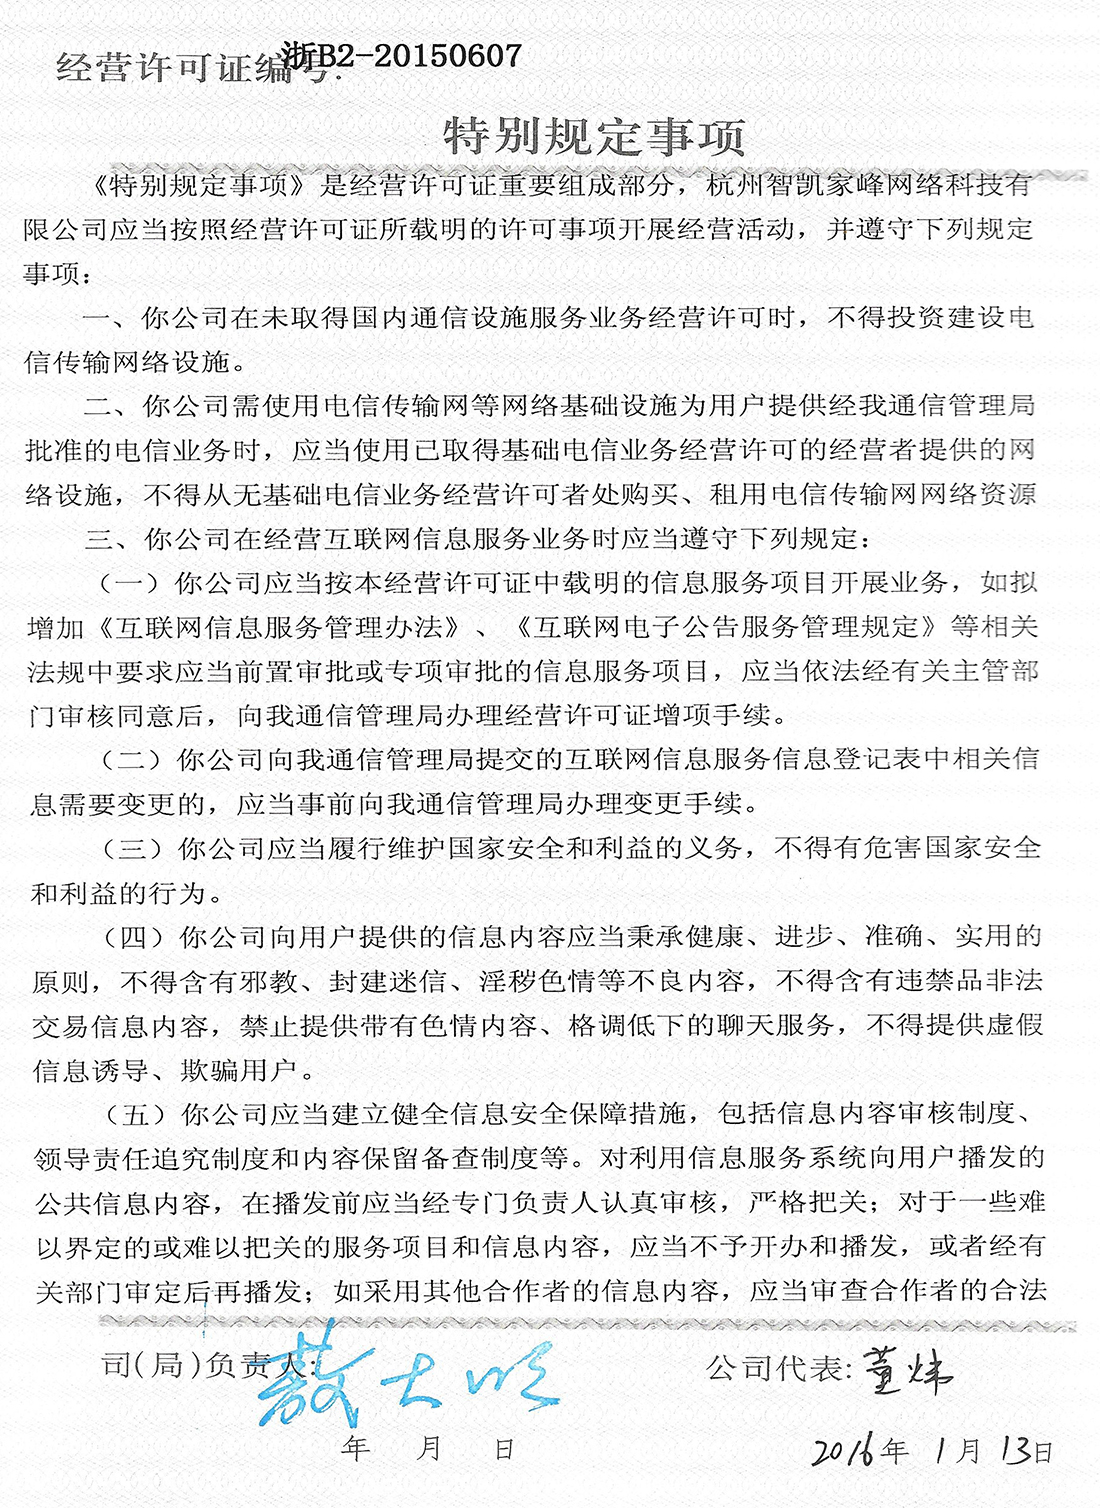 经营许可证编号: 浙B2-20150607
特别规定事项
《特别规定事项》是经营许可证重要组成部分，杭州智凯家峰网络科技有
限公司应当按照经营许可证所载明的许可事项开展经营活动，并遵守下列规定
事项：
一、你公司在未取得国内通信设施服务业务经营许可时，不得投资建设电
信传输网络设施。
二、你公司需使用电信传输网等网络基础设施为用户提供经我通信管理局
批准的电信业务时，应当使用已取得基础电信业务经营许可的经营者提供的网
络设施，不得从无基础电信业务经营许可者处购买、租用电信传输网网络资源
三、你公司在经营互联网信息服务业务时应当遵守下列规定：
（一）你公司应当按本经营许可证中载明的信息服务项目开展业务，如拟
增加《互联网信息服务管理办法》、《互联网电子公告服务管理规定》等相关
法规中要求应当前置审批或专项审批的信息服务项目，应当依法经有关主管部
门审核同意后，向我通信管理局办理经营许可证增项手续。
（二）你公司向我通信管理局提交的互联网信息服务信息登记表中相关信
息需要变更的，应当事前向我通信管理局办理变更手续。
（三）你公司应当履行维护国家安全和利益的义务，不得有危害国家安全
和利益的行为。
（四）你公司向用户提供的信息内容应当秉承健康、进步、准确、实用的
原则，不得含有邪教、封建迷信、淫秽色情等不良内容，不得含有违禁品非法
交易信息内容，禁止提供带有色情内容、格调低下的聊天服务，不得提供虚假
信息诱导、欺骗用户。
（五）你公司应当建立健全信息安全保障措施，包括信息内容审核制度、
领导责任追究制度和内容保留备查制度等。对利用信息服务系统向用户播发的
公共信息内容，在播发前应当经专门负责人认真审核，严格把关；对于一些难
以界定的或难以把关的服务项目和信息内容，应当不予开办和播发，或者经有
关部门审定后再播发；如采用其他合作者的信息内容，应当审查合作者的合法
司(局)负责人: 公司代表: 董炜
年 月 日 2016年1月13日